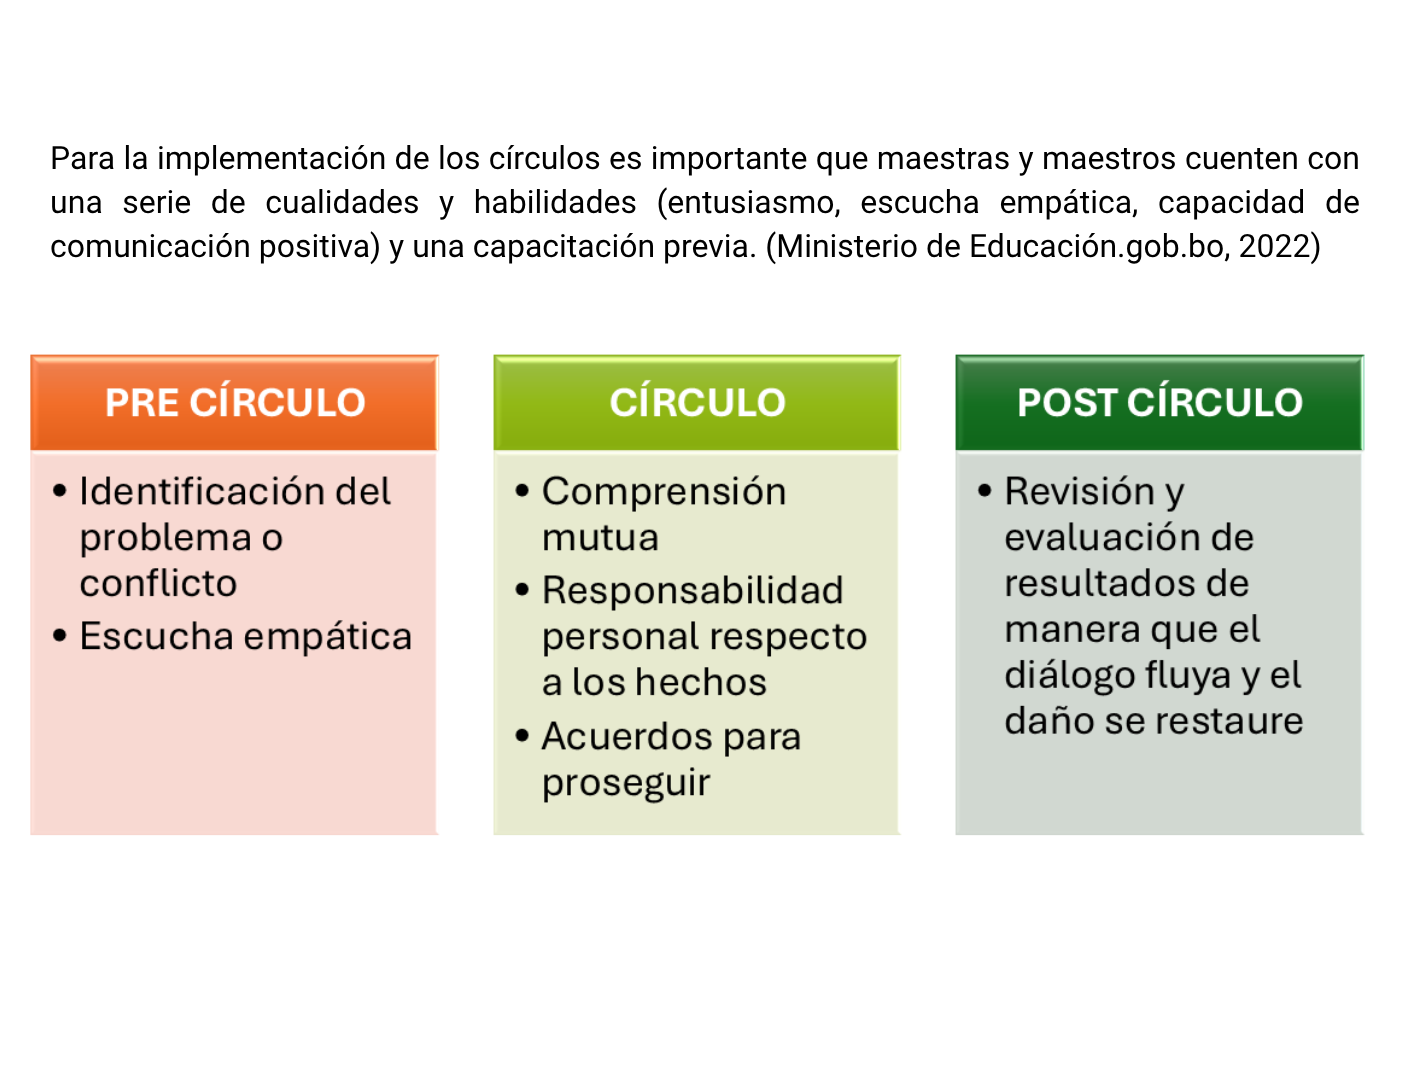 Para la implementación de los círculos es importante que maestras y maestros cuenten con
una serie de cualidades y habilidades (entusiasmo, escucha empática, capacidad de
comunicación positiva) y una capacitación previa. (Ministerio de Educación.gob.bo, 2022)
PRE CÍRCULO
• Identificación del
problema o
conflicto
• Escucha empática
CÍRCULO
• Comprensión
mutua
• Responsabilidad
personal respecto
a los hechos
• Acuerdos para
proseguir
POST CÍRCULO
• Revisión y
evaluación de
resultados de
manera que el
diálogo fluya y el
daño se restaure